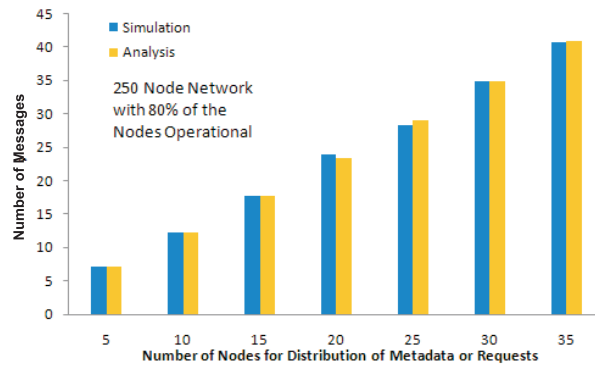 45
40
35
30
25
20
15
10
5
0
Number of Messages
Simulation
Analysis
250 Node Network
with 80% of the
Nodes Operational
5 10 15 20 25 30 35
Number of Nodes for Distribution of Metadata or Requests